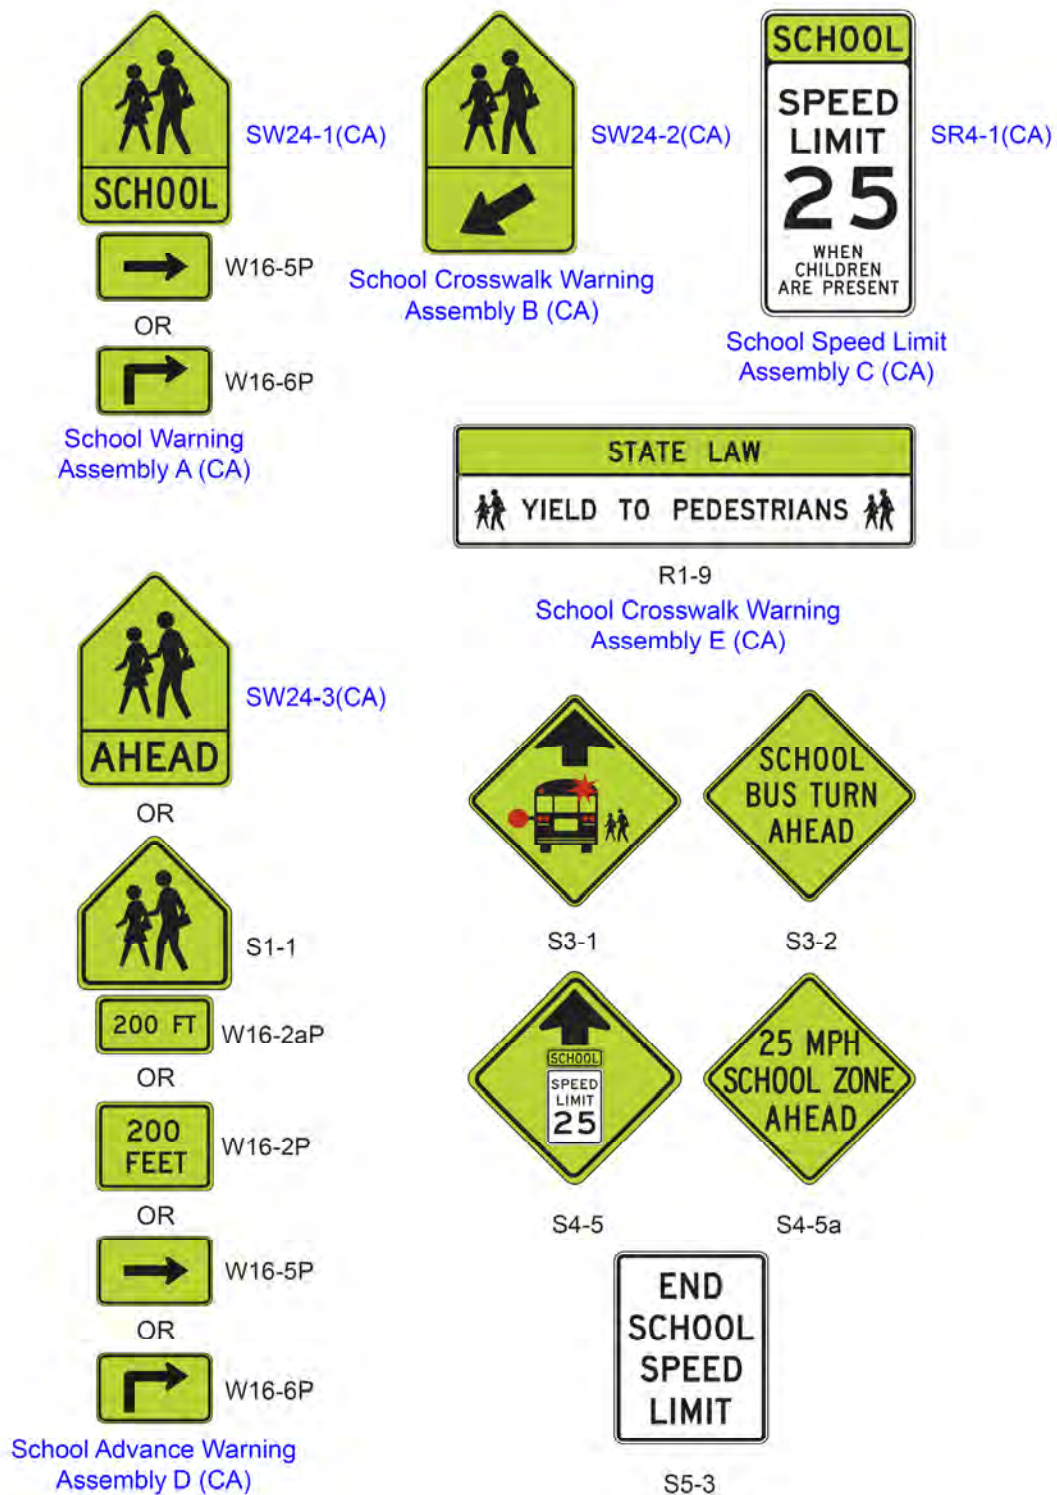 SCHOOL
SW24-1(CA)
W16-5P
OR
W16-6P
School Warning
Assembly A (CA)
SW24-2(CA)
School Crosswalk Warning
Assembly B (CA)
SCHOOL
SPEED
LIMIT
25
WHEN
CHILDREN
ARE PRESENT
SR4-1(CA)
School Speed Limit
Assembly C (CA)
STATE LAW
YIELD TO PEDESTRIANS
R1-9
School Crosswalk Warning
Assembly E (CA)
AHEAD
SW24-3(CA)
OR
S1-1
200 FT
W16-2aP
OR
200
FEET
W16-2P
OR
W16-5P
OR
W16-6P
School Advance Warning
Assembly D (CA)
S3-1
SCHOOL
BUS TURN
AHEAD
S3-2
SCHOOL
SPEED
LIMIT
25
S4-5
25 MPH
SCHOOL ZONE
AHEAD
S4-5a
END
SCHOOL
SPEED
LIMIT
S5-3